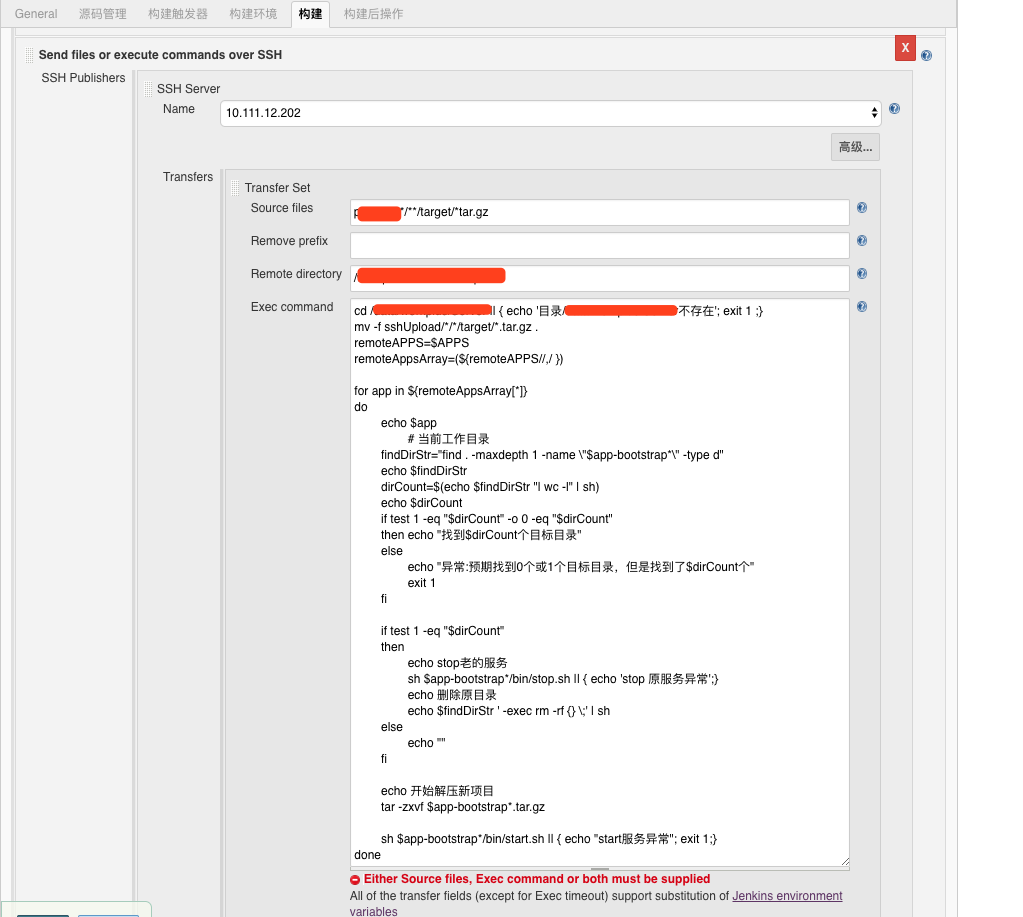 General 源码管理 构建触发器 构建环境 构建 构建后操作
Send files or execute commands over SSH
X
SSH Publishers
SSH Server
Name
10.111.12.202
高级...
Transfers
Transfer Set
Source files
*/**/target/*tar.gz
Remove prefix
Remote directory
/
Exec command
cd / || { echo '目录/ 不存在'; exit 1 ;}
mv -f sshUpload/*/*/target/*.tar.gz .
remoteAPPS=$APPS
remoteAppsArray=(${remoteAPPS//,/ })
for app in ${remoteAppsArray[*]}
do
echo $app
# 当前工作目录
findDirStr="find . -maxdepth 1 -name \"$app-bootstrap*\" -type d"
echo $findDirStr
dirCount=$(echo $findDirStr "| wc -l" | sh)
echo $dirCount
if test 1 -eq "$dirCount" -o 0 -eq "$dirCount"
then echo "找到$dirCount个目标目录"
else
echo "异常:预期找到0个或1个目标目录，但是找到了$dirCount个"
exit 1
fi
if test 1 -eq "$dirCount"
then
echo stop老的服务
sh $app-bootstrap*/bin/stop.sh || { echo 'stop 原服务异常';}
echo 删除原目录
echo $findDirStr ' -exec rm -rf {} \;' | sh
else
echo ""
fi
echo 开始解压新项目
tar -zxvf $app-bootstrap*.tar.gz
sh $app-bootstrap*/bin/start.sh || { echo "start服务异常"; exit 1;}
done
Either Source files, Exec command or both must be supplied
All of the transfer fields (except for Exec timeout) support substitution of Jenkins environment
variables